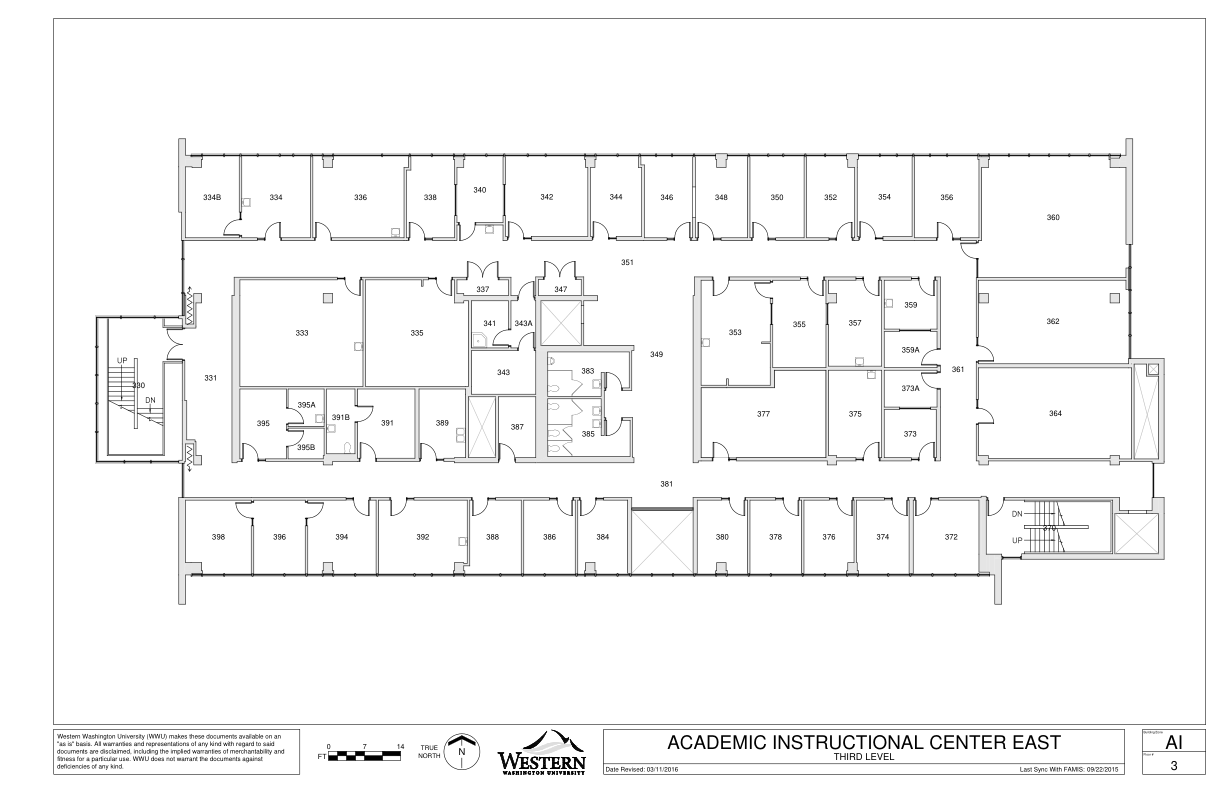 334B
334
336
338
340
342
344
346
348
350
352
354
356
360
351
337
347
333
335
341
343A
343
349
353
355
357
359
359A
361
362
331
UP
330
DN
383
385
377
375
373A
373
364
395
395A
395B
391B
391
389
387
381
398
396
394
392
388
386
384
380
378
376
374
372
DN
370
UP
Western Washington University (WWU) makes these documents available on an
"as is" basis. All warranties and representations of any kind with regard to said
documents are disclaimed, including the implied warranties of merchantability and
fitness for a particular use. WWU does not warrant the documents against
deficiencies of any kind.
0 7 14
FT
TRUE
NORTH
N
WESTERN
WASHINGTON UNIVERSITY
ACADEMIC INSTRUCTIONAL CENTER EAST
THIRD LEVEL
Date Revised: 03/11/2016
Last Sync With FAMIS: 09/22/2015
AI
3